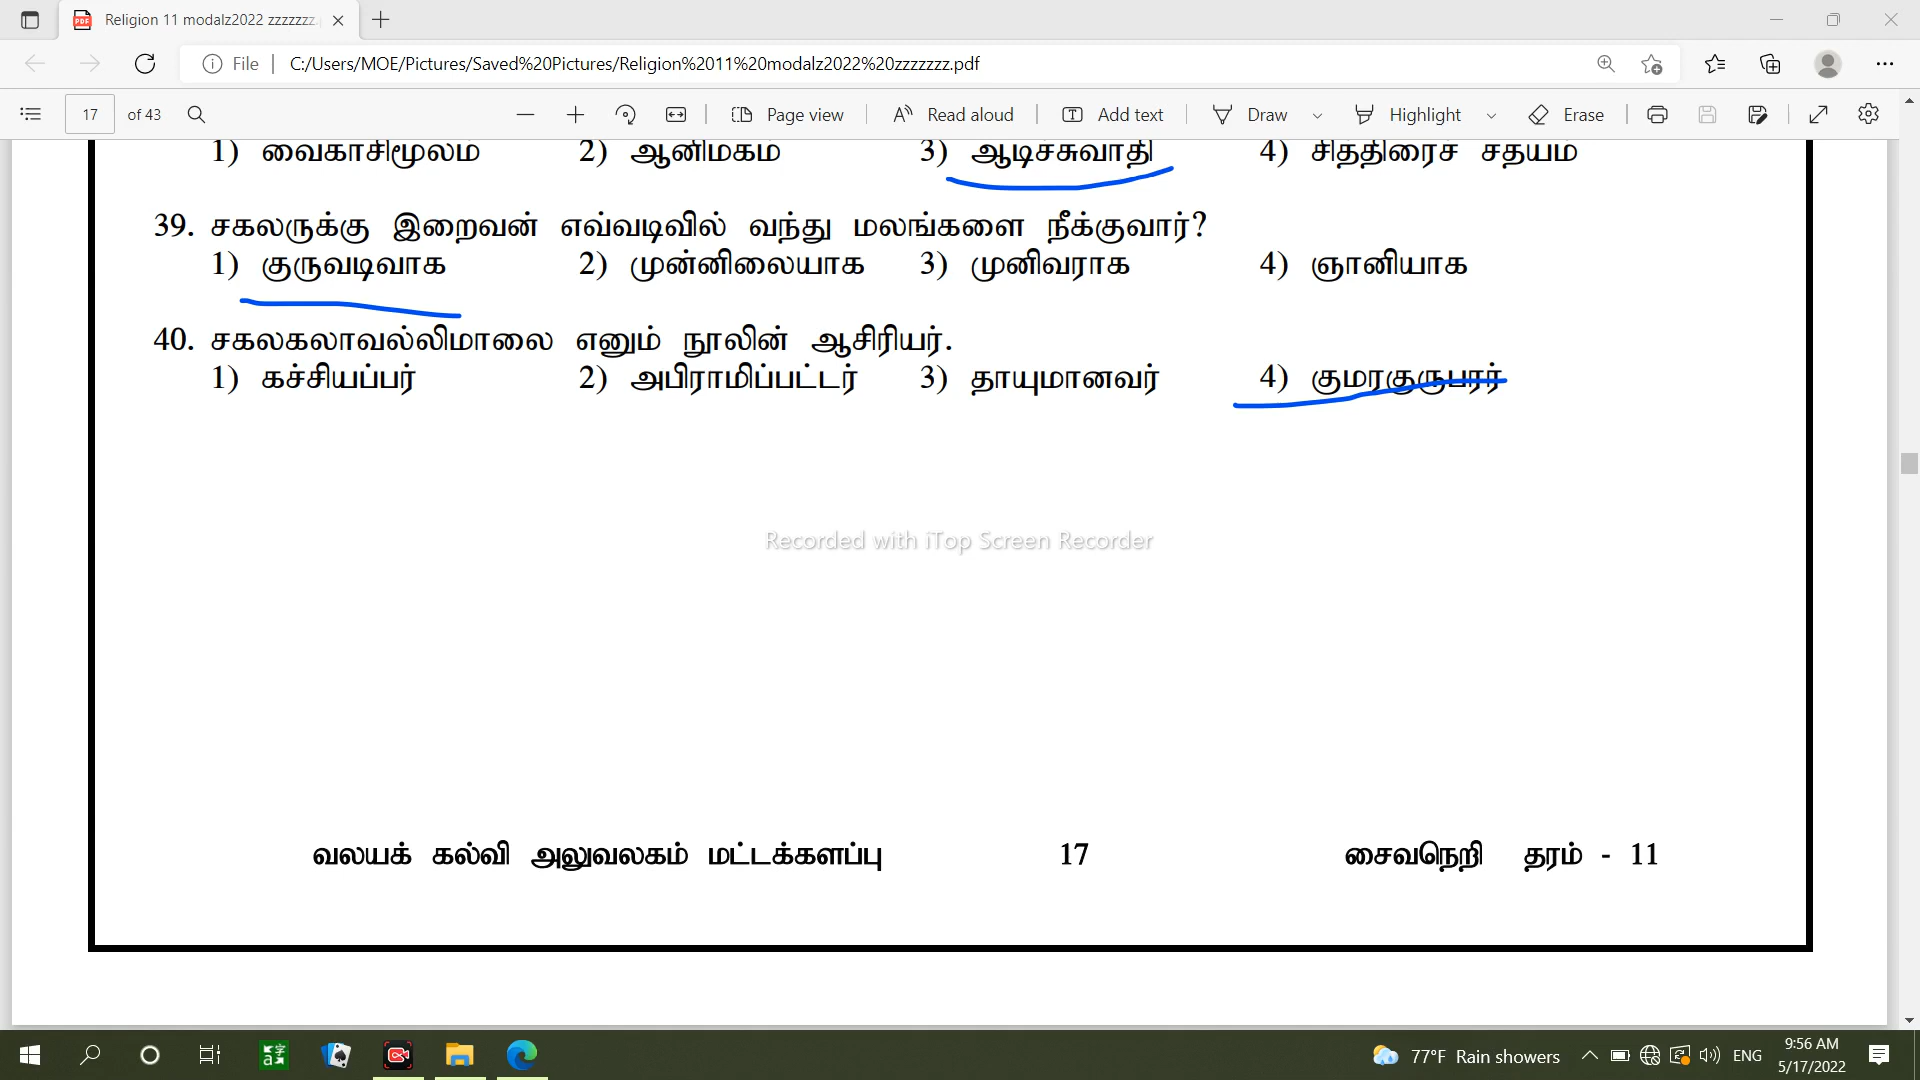 Religion 11 modalz2022 zzzzzzz
File C:/Users/MOE/Pictures/Saved%20Pictures/Religion%2011%20modalz2022%20zzzzzzz.pdf
17 of 43 Page view Read aloud Add text Draw Highlight Erase
1) வைகாசிமூலம் 2) ஆனிமகம் 3) ஆடிச்சுவாதி 4) சித்திரைச் சதயம்
39. சகலருக்கு இறைவன் எவ்வடிவில் வந்து மலங்களை நீக்குவார்?
1) குருவடிவாக 2) முன்னிலையாக 3) முனிவராக 4) ஞானியாக
40. சகலகலாவல்லிமாலை எனும் நூலின் ஆசிரியர்.
1) கச்சியப்பர் 2) அபிராமிப்பட்டர் 3) தாயுமானவர் 4) குமரகுருபரர்
Recorded with iTop Screen Recorder
வலயக் கல்வி அலுவலகம் மட்டக்களப்பு 17 சைவநெறி தரம் - 11
77°F Rain showers ENG 9:56 AM
5/17/2022